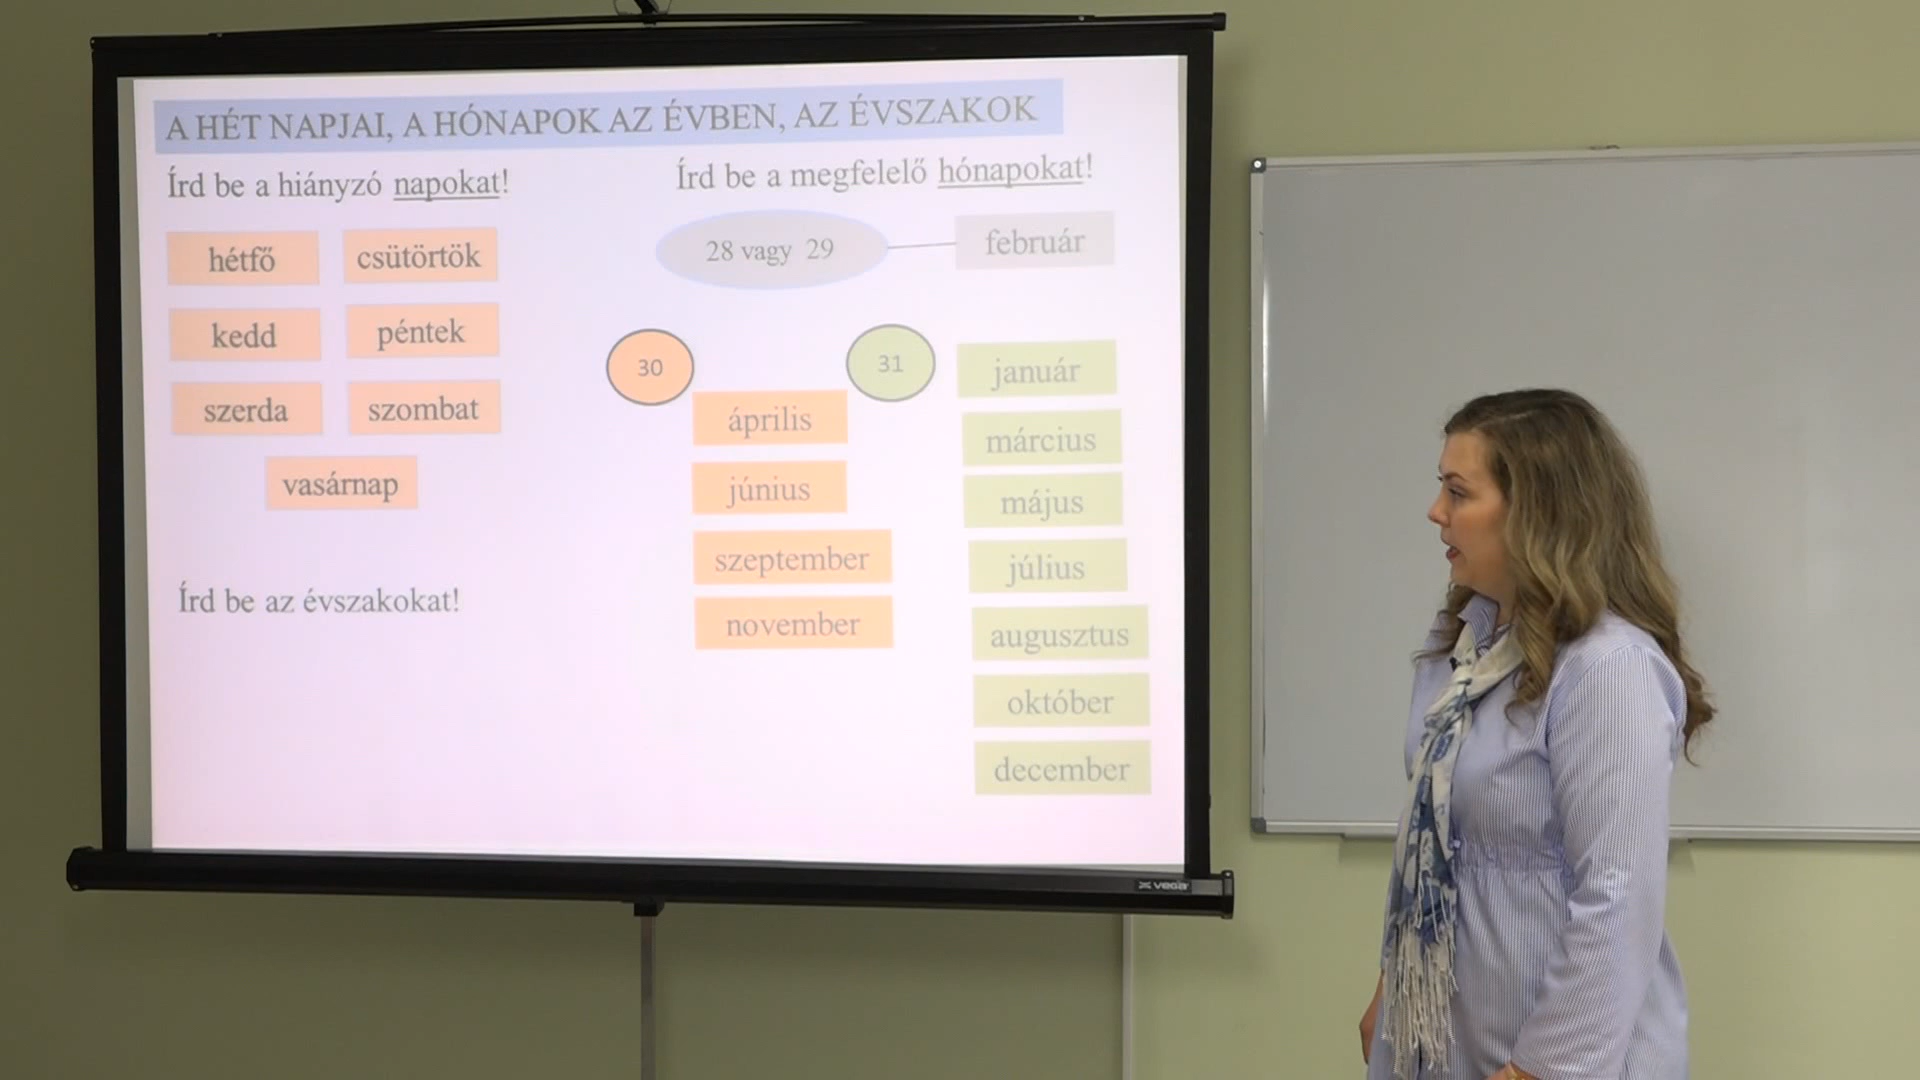 A HÉT NAPJAI, A HÓNAPOK AZ ÉVBEN, AZ ÉVSZAKOK
Írd be a hiányzó napokat!
hétfő
csütörtök
kedd
péntek
szerda
szombat
vasárnap
Írd be az évszakokat!
Írd be a megfelelő hónapokat!
28 vagy 29
február
30
április
június
szeptember
november
31
január
március
május
július
augusztus
október
december
vega